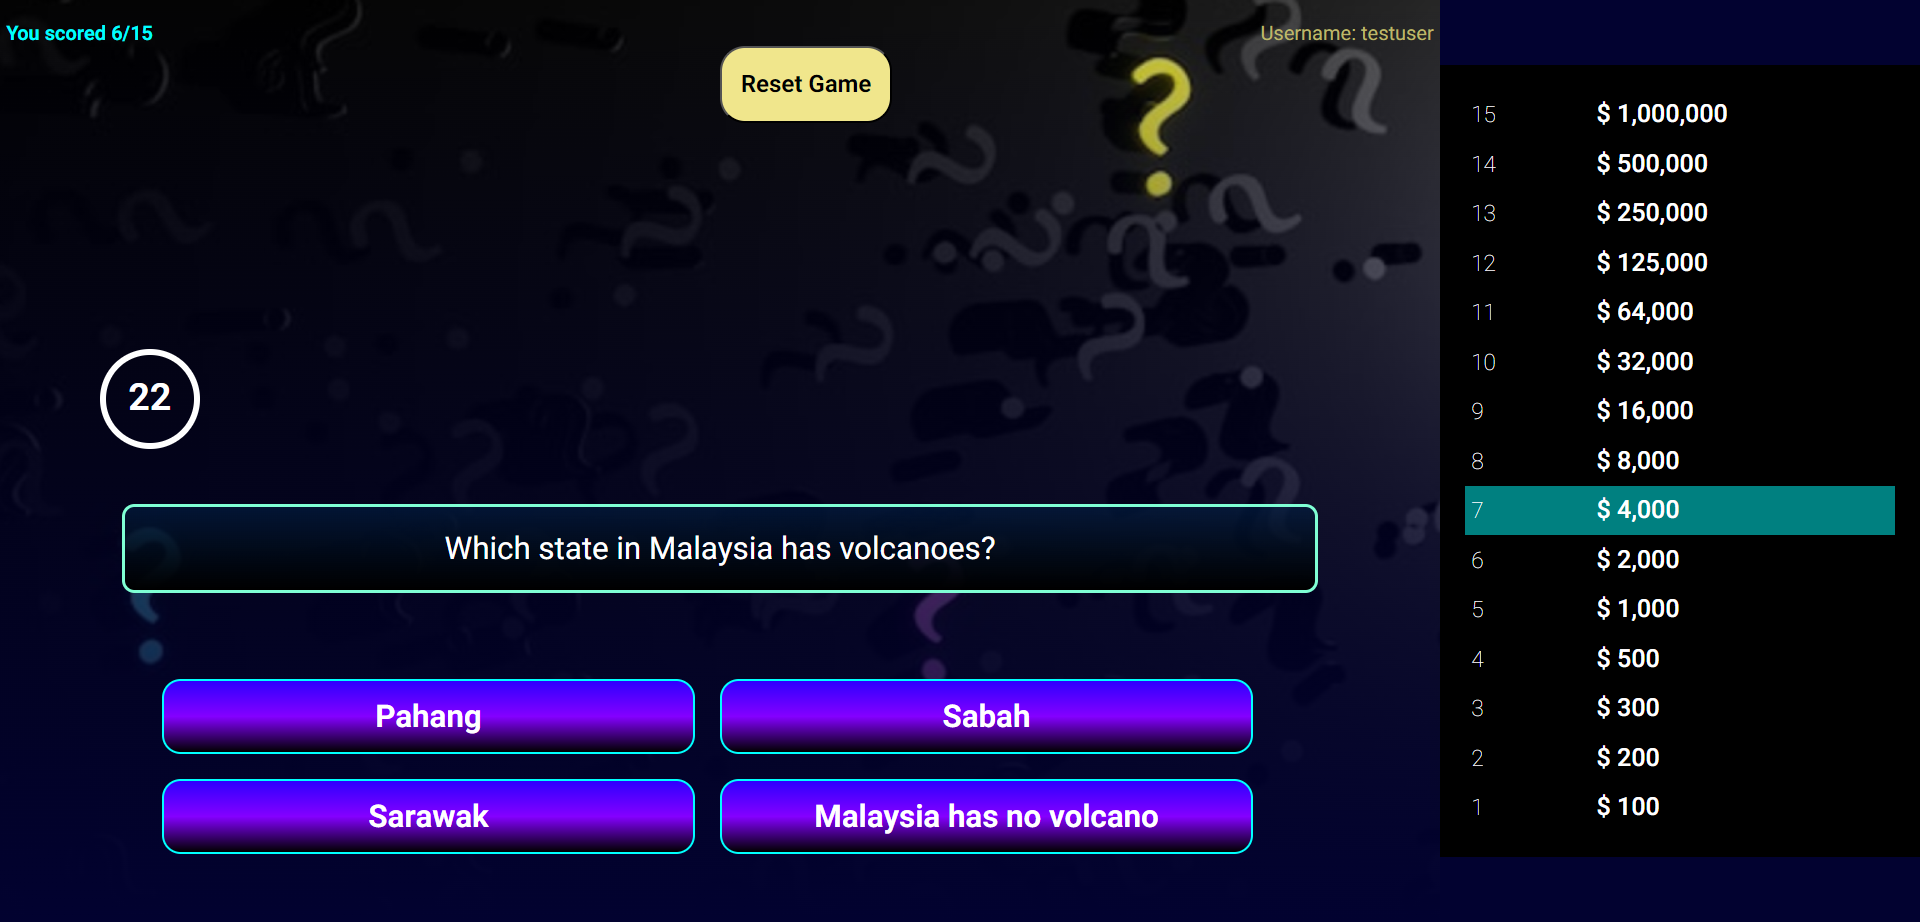 You scored 6/15
Username: testuser
Reset Game
22
Which state in Malaysia has volcanoes?
Pahang
Sabah
Sarawak
Malaysia has no volcano
15 $ 1,000,000
14 $ 500,000
13 $ 250,000
12 $ 125,000
11 $ 64,000
10 $ 32,000
9 $ 16,000
8 $ 8,000
7 $ 4,000
6 $ 2,000
5 $ 1,000
4 $ 500
3 $ 300
2 $ 200
1 $ 100